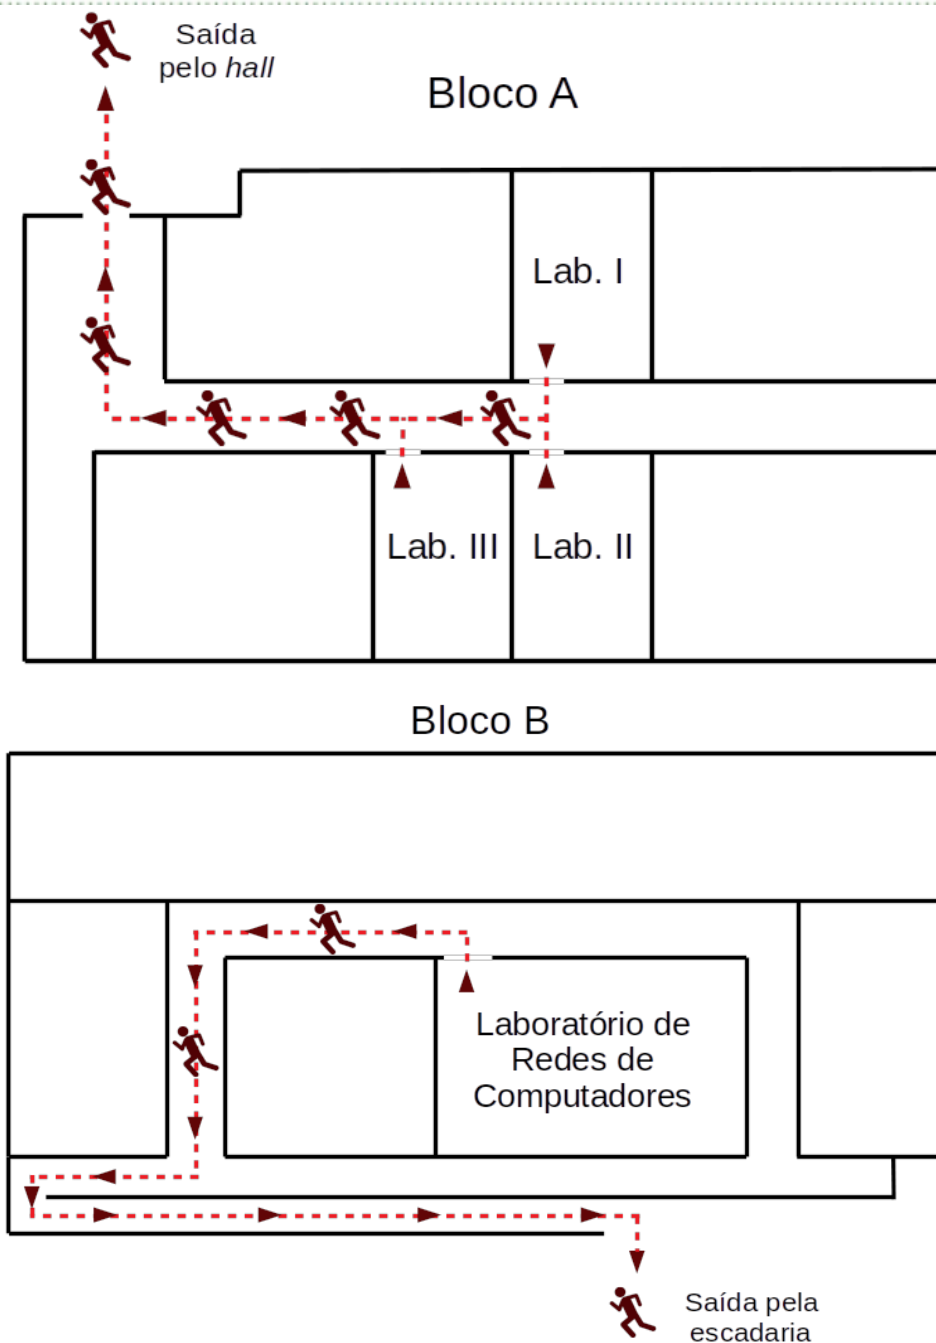 Saída
pelo hall
Bloco A
Lab. I
Lab. III
Lab. II
Bloco B
Laboratório de
Redes de
Computadores
Saída pela
escadaria